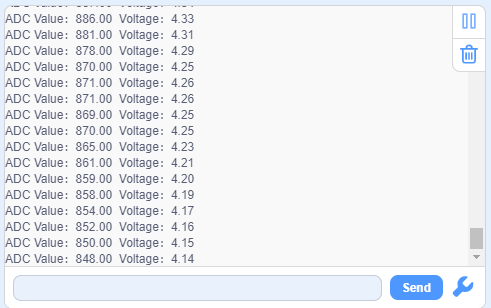 ADC Value：886.00 Voltage：4.33
ADC Value：881.00 Voltage：4.31
ADC Value：878.00 Voltage：4.29
ADC Value：870.00 Voltage：4.25
ADC Value：871.00 Voltage：4.26
ADC Value：871.00 Voltage：4.26
ADC Value：869.00 Voltage：4.25
ADC Value：870.00 Voltage：4.25
ADC Value：865.00 Voltage：4.23
ADC Value：861.00 Voltage：4.21
ADC Value：859.00 Voltage：4.20
ADC Value：858.00 Voltage：4.19
ADC Value：854.00 Voltage：4.17
ADC Value：852.00 Voltage：4.16
ADC Value：850.00 Voltage：4.15
ADC Value：848.00 Voltage：4.14
Send